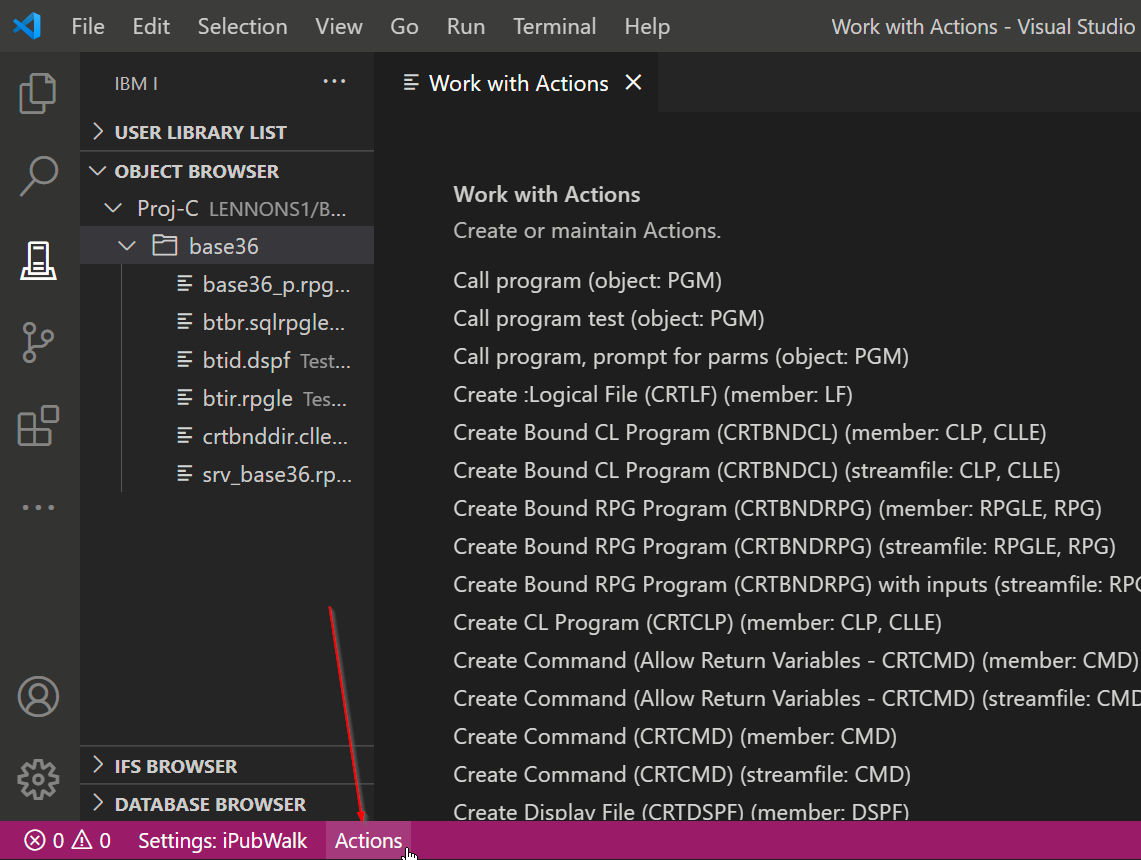 File Edit Selection View Go Run Terminal Help Work with Actions - Visual Studio
IBM I ...
USER LIBRARY LIST
OBJECT BROWSER
Proj-C LENNONS1/B...
base36
base36_p.rpg...
btbr.sqlrpgle...
btid.dspf Test...
btir.rpgle Tes...
crtbnddir.clle...
srv_base36.rp...
IFS BROWSER
DATABASE BROWSER
Work with Actions
Work with Actions
Create or maintain Actions.
Call program (object: PGM)
Call program test (object: PGM)
Call program, prompt for parms (object: PGM)
Create :Logical File (CRTLF) (member: LF)
Create Bound CL Program (CRTBNDCL) (member: CLP, CLLE)
Create Bound CL Program (CRTBNDCL) (streamfile: CLP, CLLE)
Create Bound RPG Program (CRTBNDRPG) (member: RPGLE, RPG)
Create Bound RPG Program (CRTBNDRPG) (streamfile: RPGLE, RPG)
Create Bound RPG Program (CRTBNDRPG) with inputs (streamfile: RPG
Create CL Program (CRTCLP) (member: CLP, CLLE)
Create Command (Allow Return Variables - CRTCMD) (member: CMD)
Create Command (Allow Return Variables - CRTCMD) (streamfile: CMD
Create Command (CRTCMD) (member: CMD)
Create Command (CRTCMD) (streamfile: CMD)
Create Display File (CRTDSPF) (member: DSPF)
0 0 Settings: iPubWalk Actions